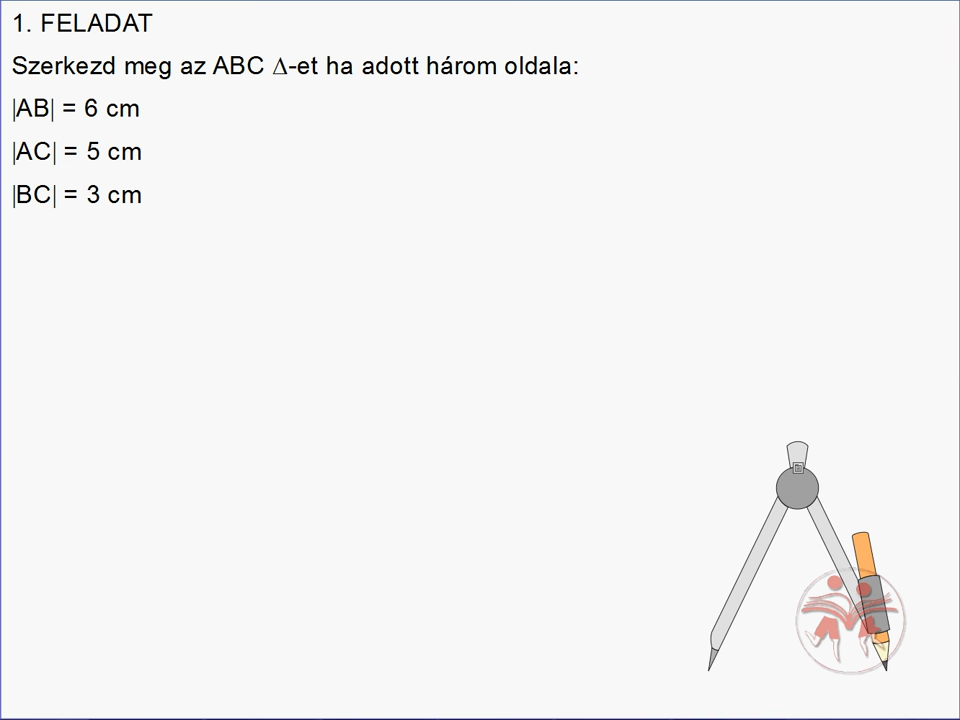 1. FELADAT
Szerkezd meg az ABC ∆-et ha adott három oldala:
|AB| = 6 cm
|AC| = 5 cm
|BC| = 3 cm